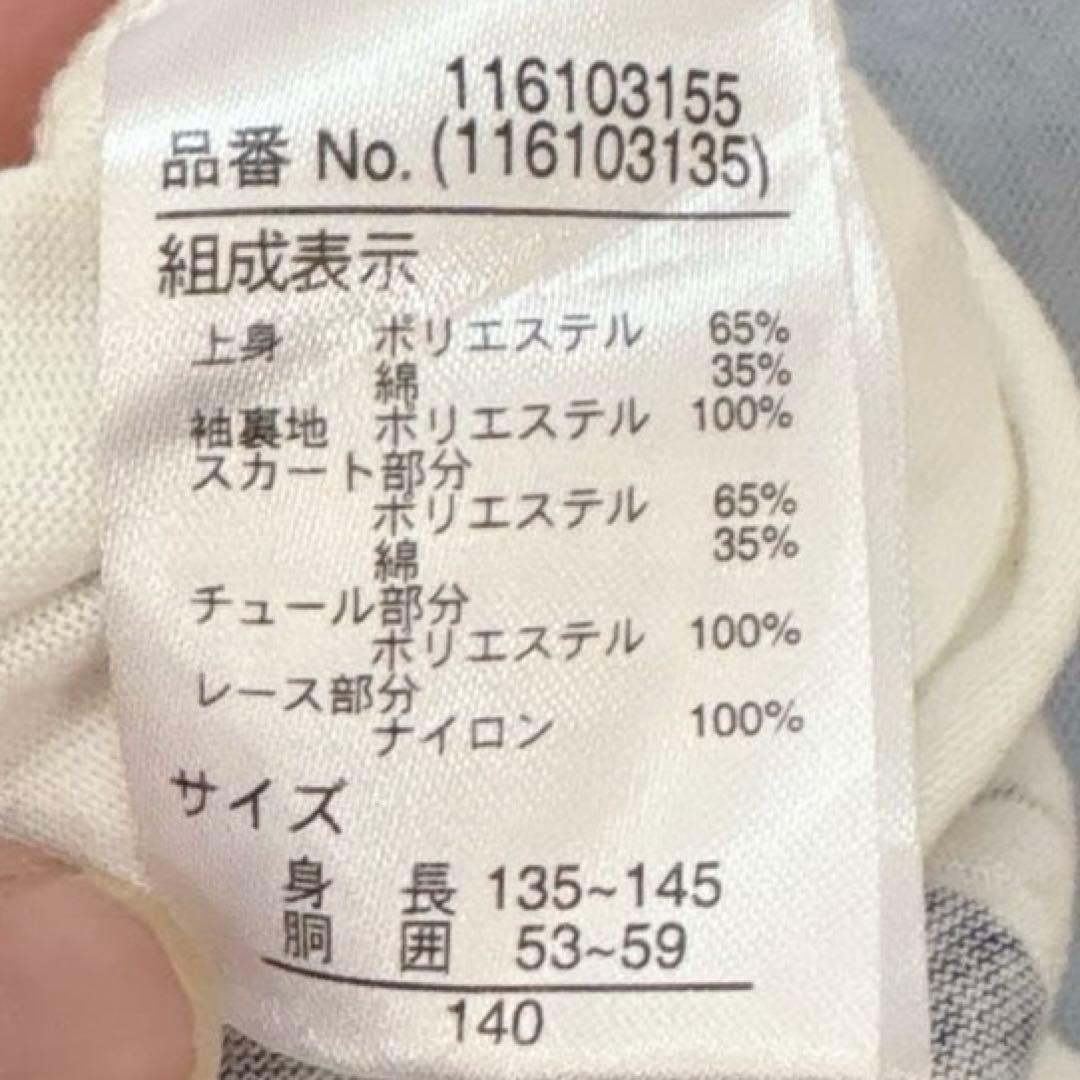 116103155
品番 No. (116103135)
組成表示
上身 ポリエステル 65%
綿 35%
袖裏地 ポリエステル 100%
スカート部分
ポリエステル 65%
綿 35%
チュール部分
ポリエステル 100%
レース部分
ナイロン 100%
サイズ
身長 135~145
胴囲 53~59
140